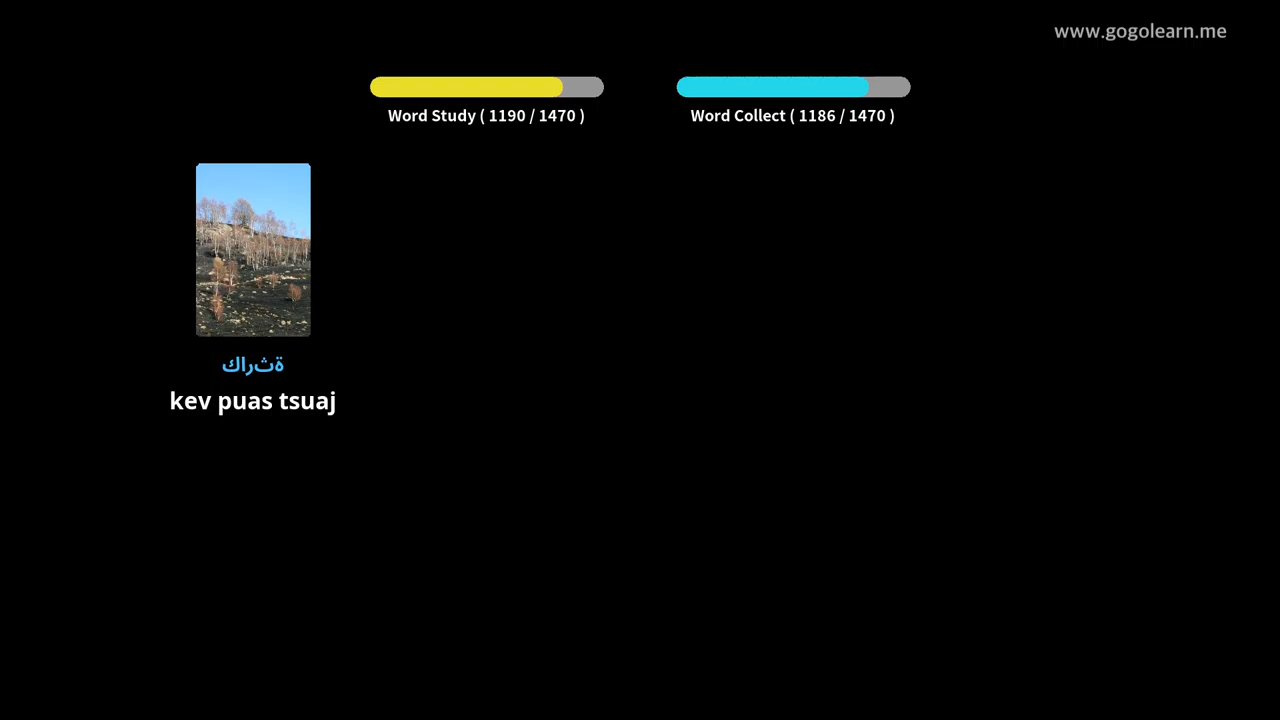 www.gogolearn.me
Word Study ( 1190 / 1470 )
Word Collect ( 1186 / 1470 )
ةثراك
kev puas tsuaj